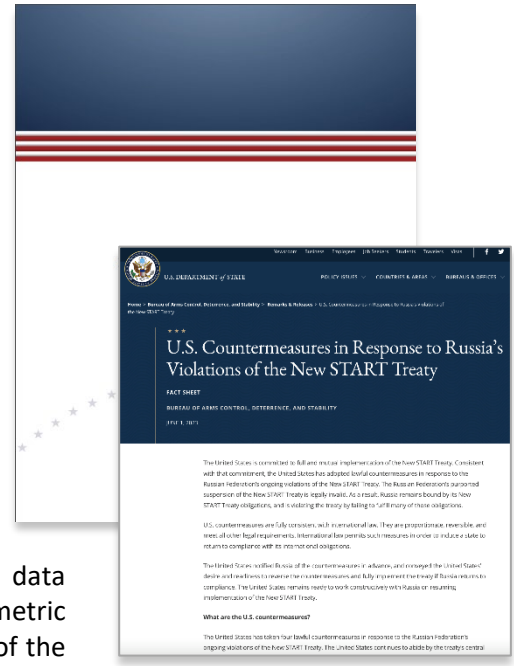 Newsroom Business Employees Job Seekers Students Travelers Visas
U.S. DEPARTMENT of STATE
POLICY ISSUES COUNTRIES & AREAS BUREAUS & OFFICES
Home > Bureau of Arms Control, Deterrence, and Stability > Remarks & Releases > U.S. Countermeasures in Response to Russia's Violations of
the New START Treaty
U.S. Countermeasures in Response to Russia's
Violations of the New START Treaty
FACT SHEET
BUREAU OF ARMS CONTROL, DETERRENCE, AND STABILITY
JUNE 1, 2023
The United States is committed to full and mutual implementation of the New START Treaty. Consistent
with that commitment, the United States has adopted lawful countermeasures in response to the
Russian Federation's ongoing violations of the New START Treaty. The Russian Federation's purported
suspension of the New START Treaty is legally invalid. As a result, Russia remains bound by its New
START Treaty obligations, and is violating the treaty by failing to fulfill many of those obligations.
U.S. countermeasures are fully consistent with international law. They are proportionate, reversible, and
meet all other legal requirements. International law permits such measures in order to induce a state to
return to compliance with its international obligations.
The United States notified Russia of the countermeasures in advance, and conveyed the United States'
desire and readiness to reverse the countermeasures and fully implement the treaty if Russia returns to
compliance. The United States remains ready to work constructively with Russia on resuming
implementation of the New START Treaty.
What are the U.S. countermeasures?
The United States has taken four lawful countermeasures in response to the Russian Federation's
ongoing violations of the New START Treaty. The United States continues to abide by the treaty's central
data
metric
of the